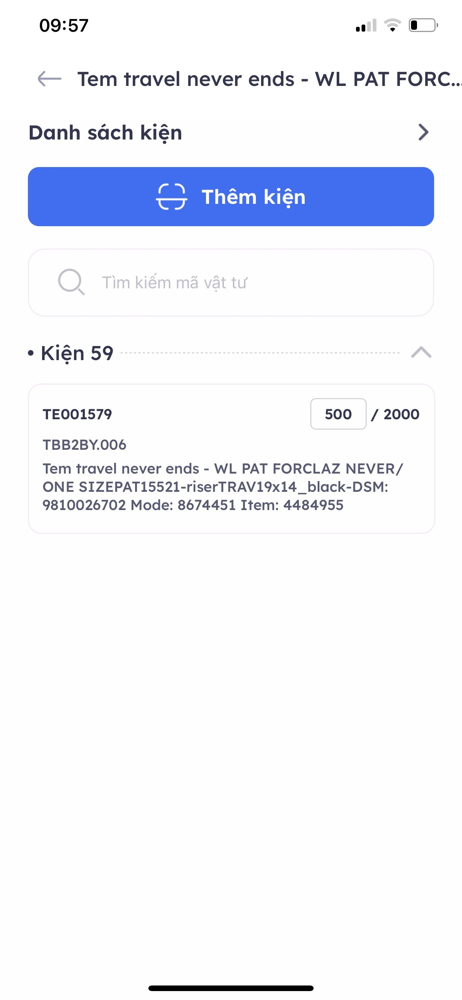 09:57
Tem travel never ends - WL PAT FORC...
Danh sách kiện
Thêm kiện
Tìm kiếm mã vật tư
• Kiện 59
TE001579 500 / 2000
TBB2BY.006
Tem travel never ends - WL PAT FORCLAZ NEVER/
ONE SIZEPAT15521-riserTRAV19x14_black-DSM:
9810026702 Mode: 8674451 Item: 4484955